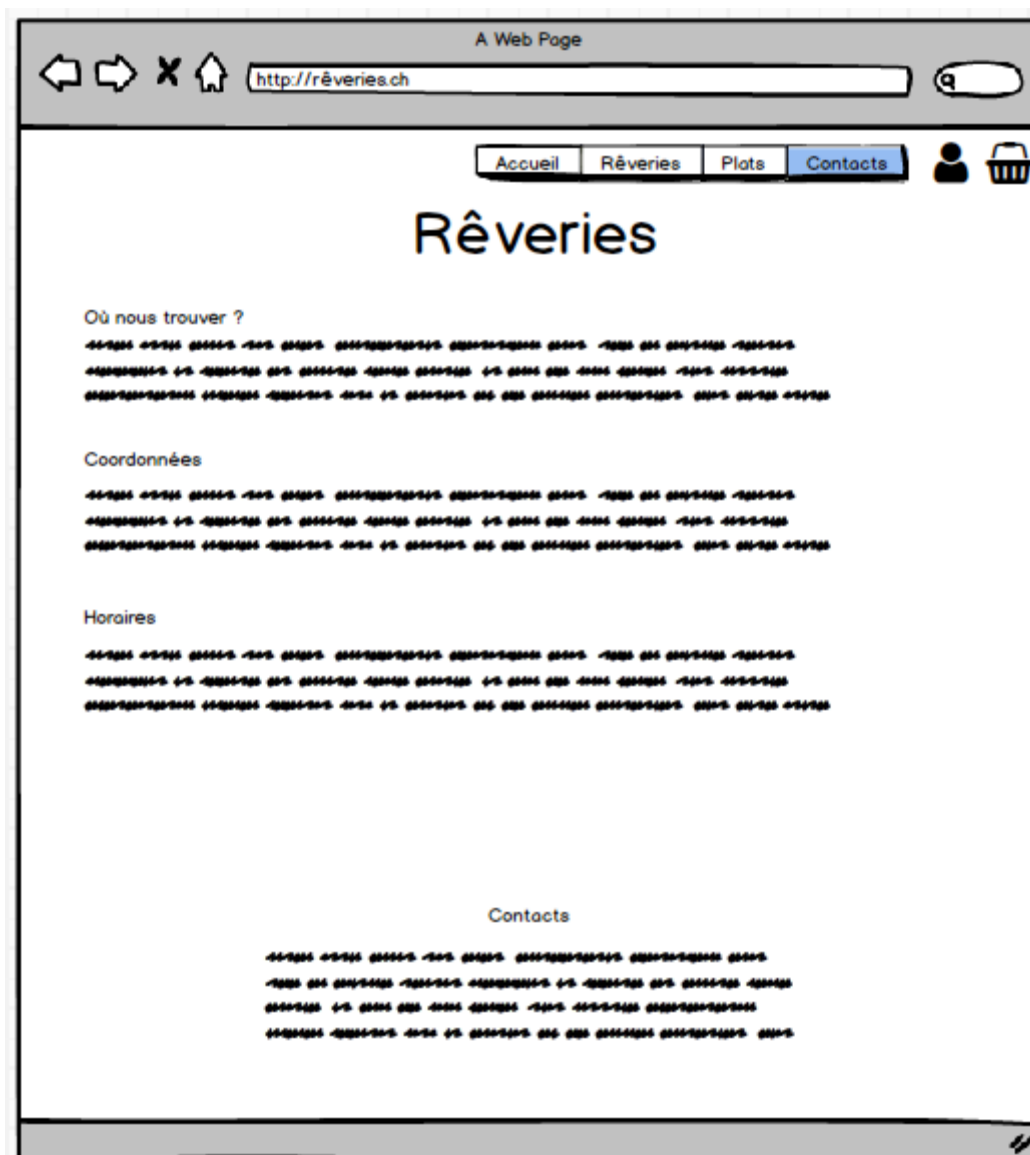 A Web Page
http://rêveries.ch
Accueil Rêveries Plats Contacts
Rêveries
Où nous trouver ?
Coordonnées
Horaires
Contacts